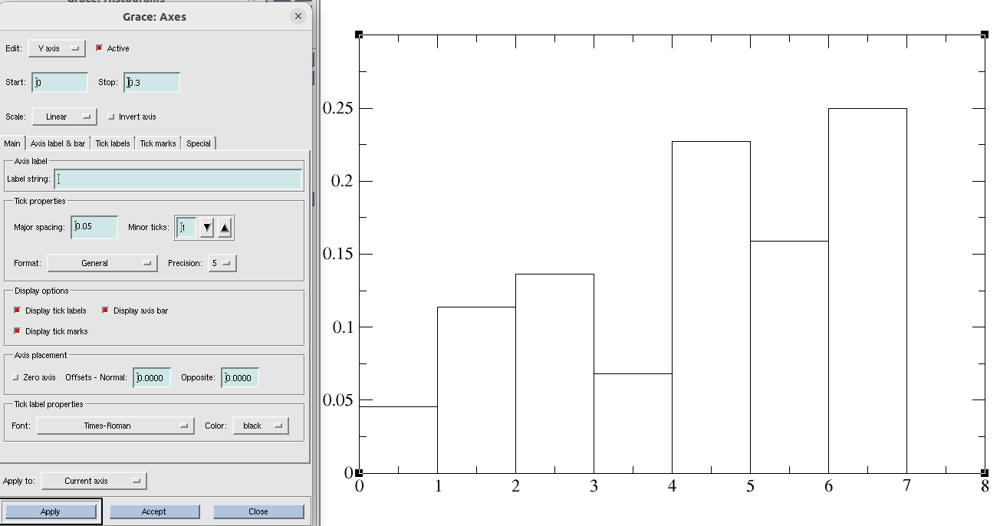 Grace: Histograms
Grace: Axes
Edit: Y axis Active
Start: 0 Stop: 0.3
Scale: Linear Invert axis
Main Axis label & bar Tick labels Tick marks Special
Axis label
Label string:
Tick properties
Major spacing: 0.05 Minor ticks: 1
Format: General Precision: 5
Display options
Display tick labels Display axis bar
Display tick marks
Axis placement
Zero axis Offsets - Normal: 0.0000 Opposite: 0.0000
Tick label properties
Font: Times-Roman Color: black
Apply to: Current axis
Apply Accept Close
0.25
0.2
0.15
0.1
0.05
0
0 1 2 3 4 5 6 7 8